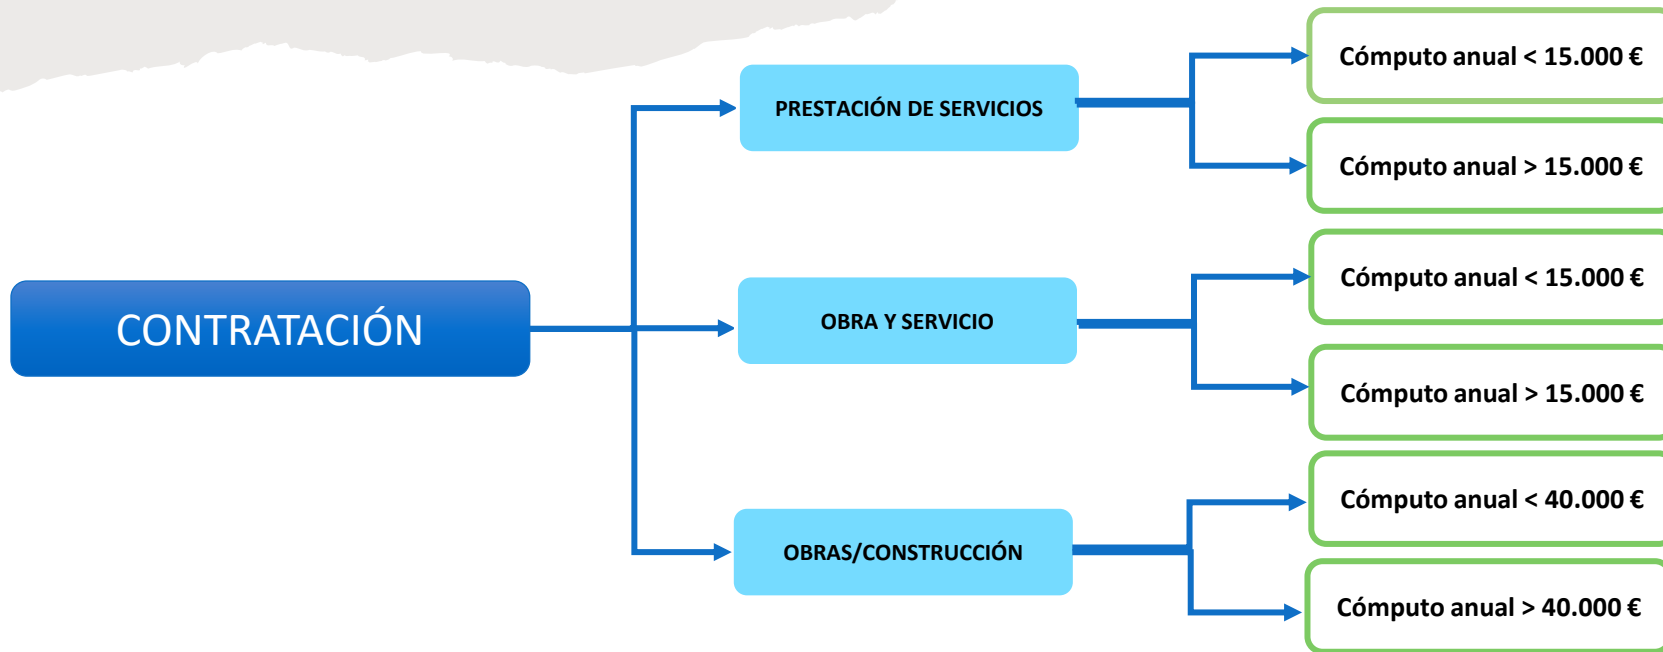 CONTRATACIÓN
PRESTACIÓN DE SERVICIOS
Cómputo anual < 15.000 €
Cómputo anual > 15.000 €
OBRA Y SERVICIO
Cómputo anual < 15.000 €
Cómputo anual > 15.000 €
OBRAS/CONSTRUCCIÓN
Cómputo anual < 40.000 €
Cómputo anual > 40.000 €